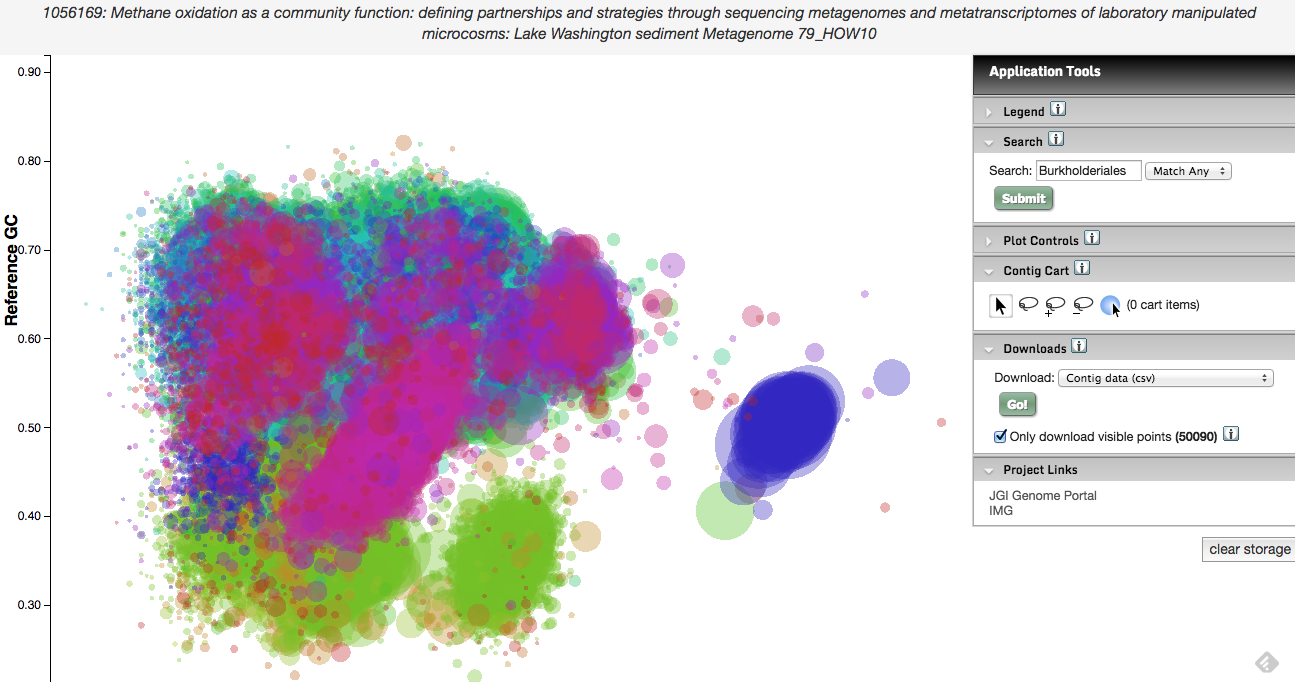 1056169: Methane oxidation as a community function: defining partnerships and strategies through sequencing metagenomes and metatranscriptomes of laboratory manipulated
microcosms: Lake Washington sediment Metagenome 79_HOW10
0.90
0.80
0.70
0.60
0.50
0.40
0.30
Reference GC
Application Tools
Legend i
Search i
Search: Burkholderiales Match Any
Submit
Plot Controls i
Contig Cart i
(0 cart items)
Downloads i
Download: Contig data (csv)
Go!
Only download visible points (50090) i
Project Links
JGI Genome Portal
IMG
clear storage